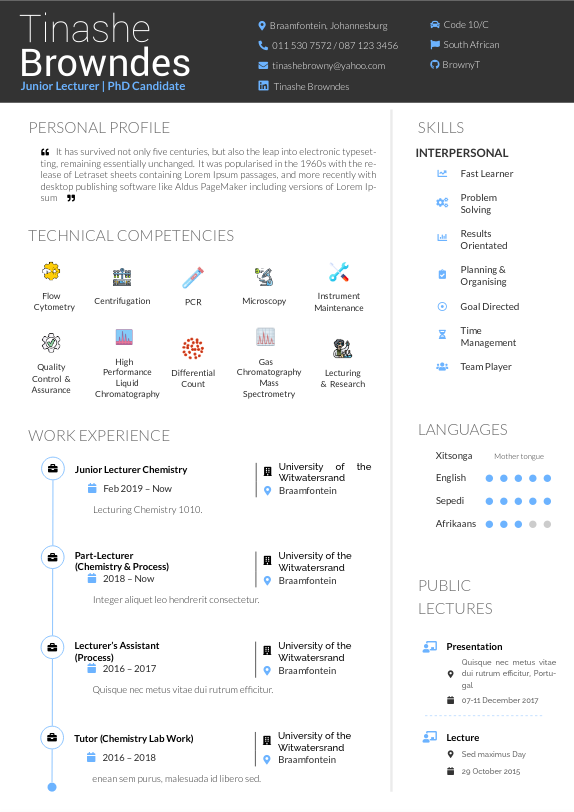 Tinashe
Browndes
Junior Lecturer | PhD Candidate
Braamfontein, Johannesburg
011 530 7572 / 087 123 3456
tinashebrowny@yahoo.com
Tinashe Browndes
Code 10/C
South African
BrownyT
PERSONAL PROFILE
❝ It has survived not only five centuries, but also the leap into electronic typeset-
ting, remaining essentially unchanged. It was popularised in the 1960s with the re-
lease of Letraset sheets containing Lorem Ipsum passages, and more recently with
desktop publishing software like Aldus PageMaker including versions of Lorem Ip-
sum ❞
TECHNICAL COMPETENCIES
Flow
Cytometry
Centrifugation
PCR
Microscopy
Instrument
Maintenance
Quality
Control &
Assurance
High
Performance
Liquid
Chromatography
Differential
Count
Gas
Chromatography
Mass
Spectrometry
Lecturing
& Research
WORK EXPERIENCE
Junior Lecturer Chemistry
Feb 2019 – Now
University of the
Witwatersrand
Braamfontein
Lecturing Chemistry 1010.
Part-Lecturer
(Chemistry & Process)
2018 – Now
University of the
Witwatersrand
Braamfontein
Integer aliquet leo hendrerit consectetur.
Lecturer's Assistant
(Process)
2016 – 2017
University of the
Witwatersrand
Braamfontein
Quisque nec metus vitae dui rutrum efficitur.
Tutor (Chemistry Lab Work)
2016 – 2018
University of the
Witwatersrand
Braamfontein
enean sem purus, malesuada id libero sed.
SKILLS
INTERPERSONAL
Fast Learner
Problem
Solving
Results
Orientated
Planning &
Organising
Goal Directed
Time
Management
Team Player
LANGUAGES
Xitsonga Mother tongue
English
Sepedi
Afrikaans
PUBLIC
LECTURES
Presentation
Quisque nec metus vitae
dui rutrum efficitur, Portu-
gal
07-11 December 2017
Lecture
Sed maximus Day
29 October 2015